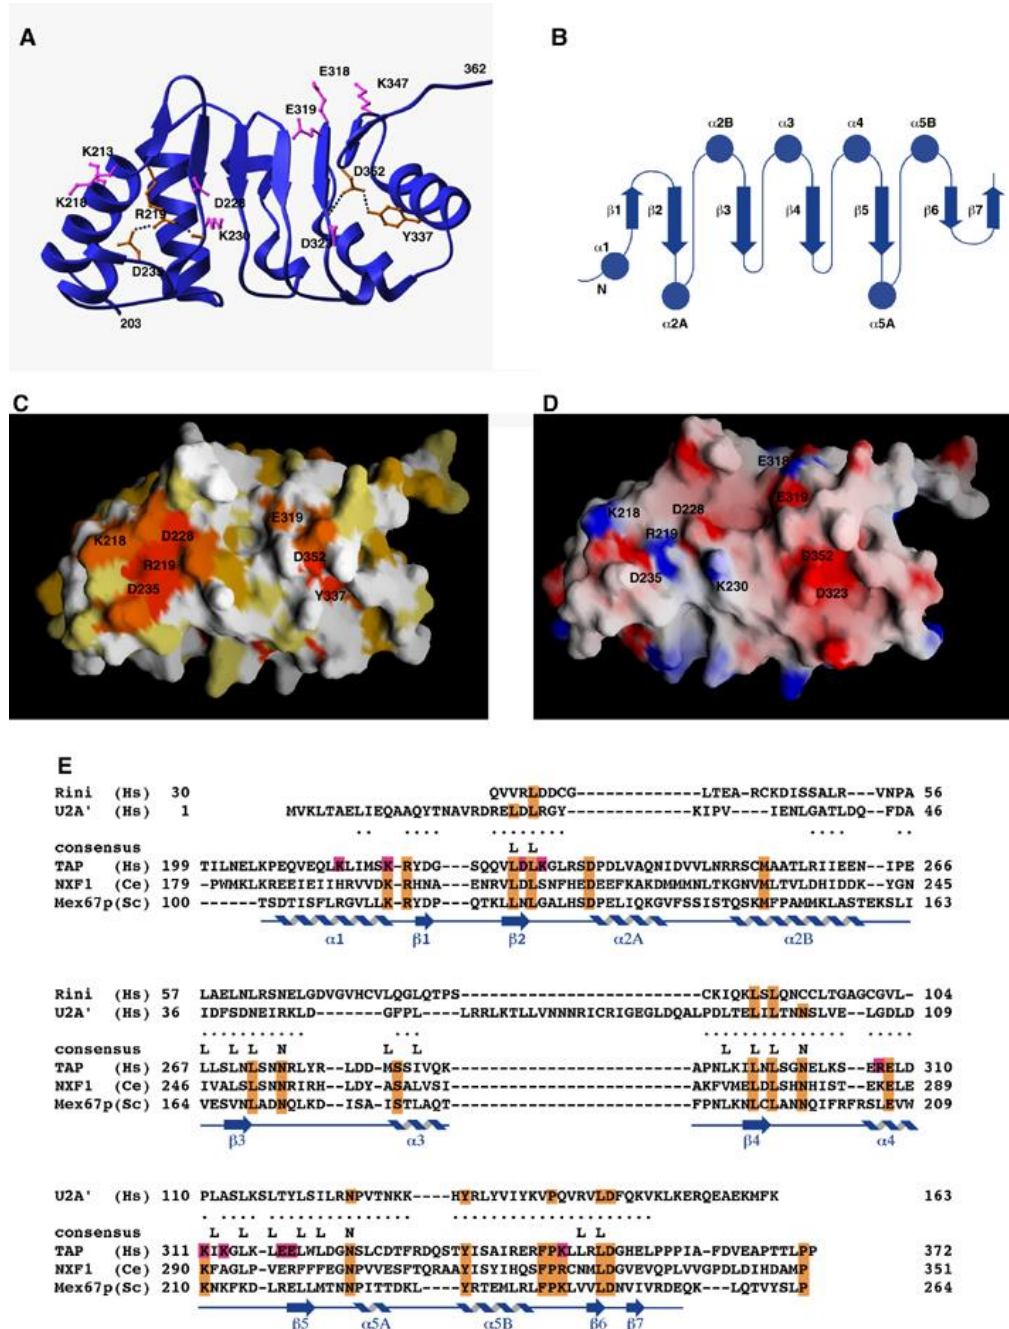 A
E318
K347
362
E319
K213
D352
K218
R219
D228
K230
D323
Y337
D235
203
B
α2B
α3
α4
α5B
β1
β2
β3
β4
β5
β6
β7
α1
N
α2A
α5A
C
E319
K218
D228
R219
D352
D235
Y337
D
E318
E319
K218
D228
R219
D352
D235
K230
D323
E
Rini (Hs) 30 QVVRLDDCG-------------LTEA-RCKDISSALR---VNPA 56
U2A' (Hs) 1 MVKLTAELIEQAAQYTNAVRDRELDLRGY-------------KIPV---IENLGATLDQ--FDA 46
consensus L L
TAP (Hs) 199 TILNELKPEQVEQLKLIMSKRYDG---SQQVLDLKGLRSDPDLVAQNIDVVLNRRSCMAATLRIIEEN--IPE 266
NXF1 (Ce) 179 -PWMKLKREEIEIIHRVVDKRHNA---ENRVLDLSNFHEDEEFKAKDMMMNLTKGNVMLTVLDHIDDK--YGN 245
Mex67p(Sc) 100 ------TSDTISFLRGVLLKRYDP---QTKLLNLGALHSDPELIQKGVFSSISTQSKMFPAMMKLASTEKSLI 163
α1 β1 β2 α2A α2B
Rini (Hs) 57 LAELNLRSNELGDVGVHCVLQGLQTPS-------------------------CKIQKLSLQNCCLTGAGCGVL- 104
U2A' (Hs) 36 IDFSDNEIRKLD-------GFPL----LRRLKTLLVNNNRICRIGEGLDQALPDLTELILTNNSLVE--LGDLD 109
consensus L L L N L L L L L N
TAP (Hs) 267 LLSLNLSNNRLYR--LDD--MSSIVQK-------------------------APNLKILNLSGNELKS--ERELD 310
NXF1 (Ce) 246 IVALSLSNNRIRH--LDY-ASALVSI-------------------------AKFVMELDLSHNHIST--EKELE 289
Mex67p(Sc) 164 VESVNLADNQLKD--ISA-ISTLAQT-------------------------FPNLKNLCLANNQIFRFRSLEVW 209
β3 α3 β4 α4
U2A' (Hs) 110 PLASLKSLTYLSILRNPVTNKK----HYRLYVIYKVPQVRVLDFQKVKLKERQEAEKMFK 163
consensus L L L L L N L L
TAP (Hs) 311 KIKGLK-LEELWLDGNSLCDTFRDQSTYISAIRERFPKLLRLDGHELPPPIA-FDVEAPTTLPP 372
NXF1 (Ce) 290 KFAGLP-VERFFFEGNPVVESFTQRAAYISYIHQSFPRCNMLDGVEVQPLVVGPDLDIHDAMP 351
Mex67p(Sc) 210 KNKFKD-LRELLMTNNPITTDKL-----YRTEMLRLFPKLVVLDNVIVRDEQK--LQTVYSLP 264
β5 α5A α5B β6 β7